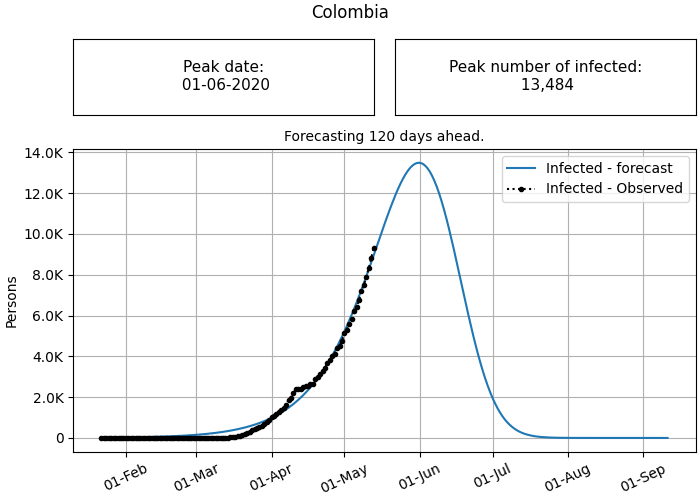 Colombia
Peak date:
01-06-2020
Peak number of infected:
13,484
Forecasting 120 days ahead.
14.0K
12.0K
10.0K
8.0K
6.0K
4.0K
2.0K
0
Persons
Infected - forecast
Infected - Observed
01-Feb
01-Mar
01-Apr
01-May
01-Jun
01-Jul
01-Aug
01-Sep